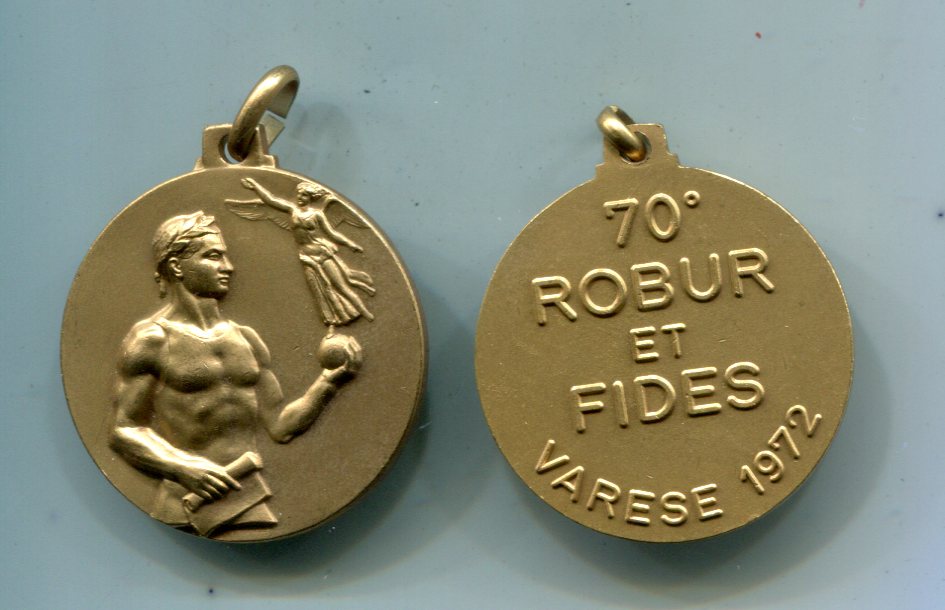 70°
ROBUR
ET
FIDES
VARESE 1972